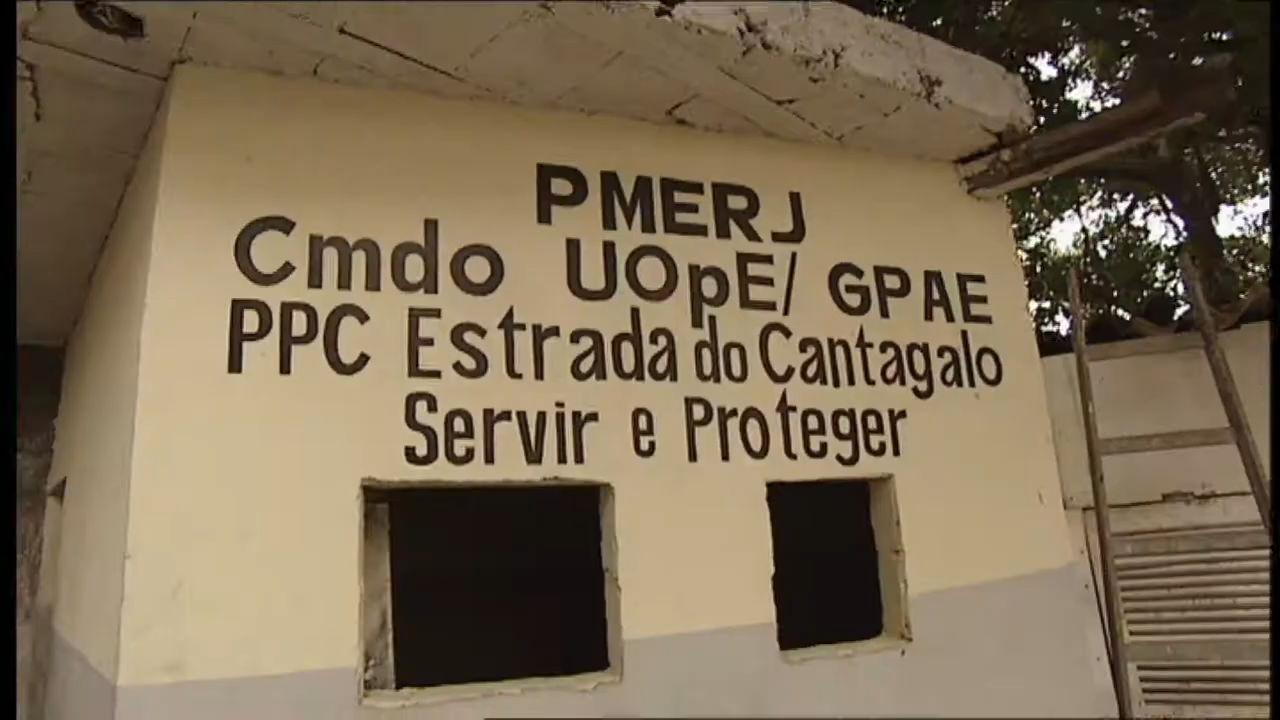 PMERJ
Cmdo UOpE/ GPAE
PPC Estrada do Cantagalo
Servir e Proteger